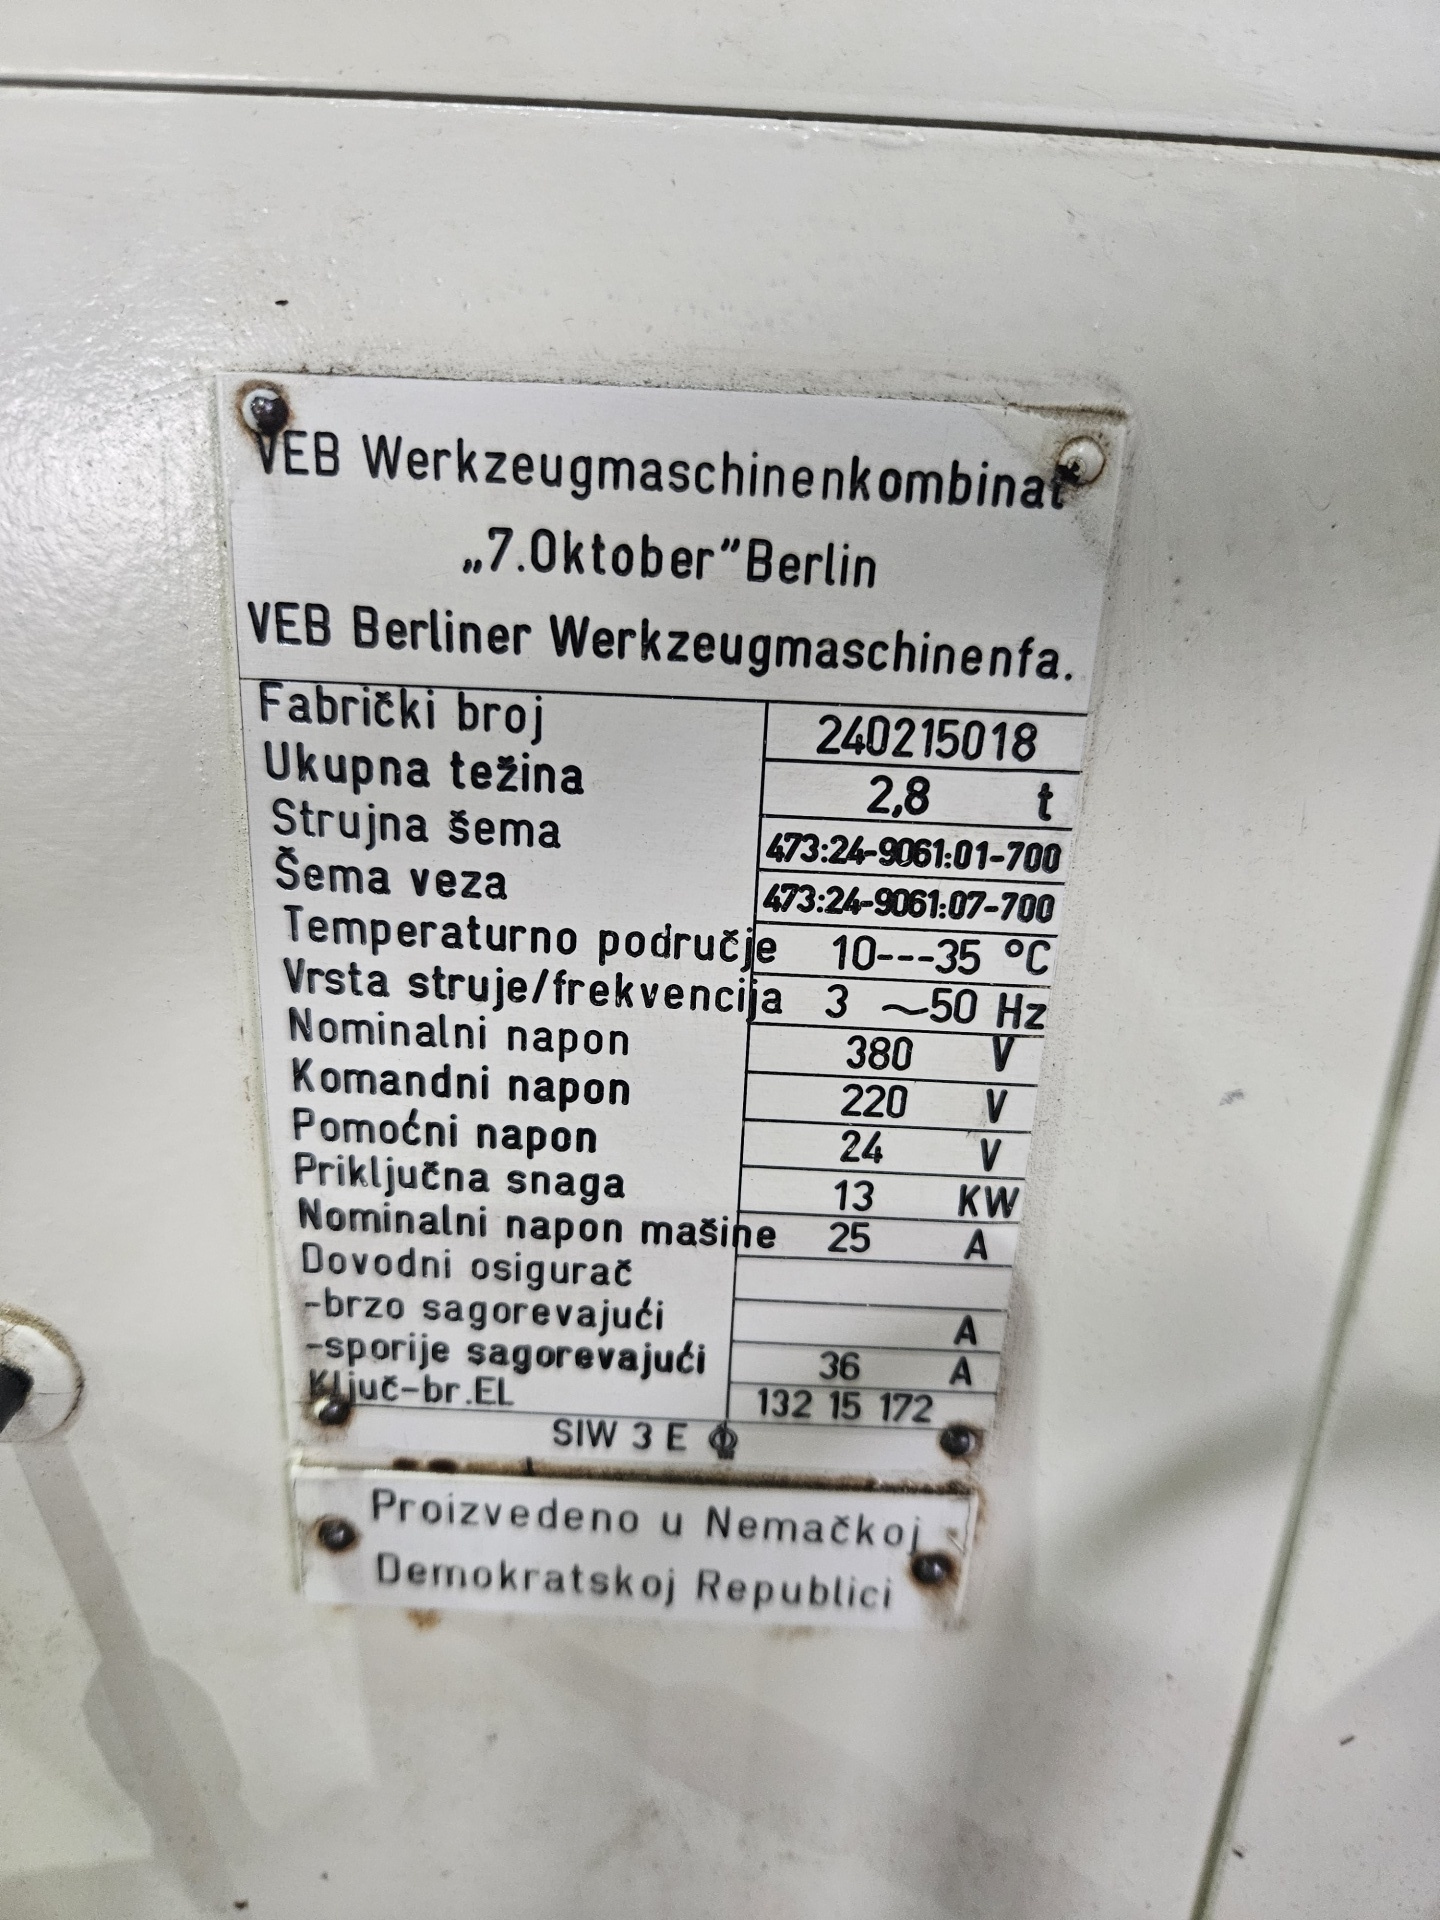 VEB Werkzeugmaschinenkombinat
„7.Oktober” Berlin
VEB Berliner Werkzeugmaschinenfa.
Fabrički broj 240215018
Ukupna težina 2,8 t
Strujna šema 473:24-9061:01-700
Šema veza 473:24-9061:07-700
Temperaturno područje 10---35 °C
Vrsta struje/frekvencija 3 ~50 Hz
Nominalni napon 380 V
Komandni napon 220 V
Pomoćni napon 24 V
Priključna snaga 13 KW
Nominalni napon mašine 25 A
Dovodni osigurač
-brzo sagorevajući A
-sporije sagorevajući 36 A
Ključ-br.EL 132 15 172
SIW 3 E
Proizvedeno u Nemačkoj
Demokratskoj Republici